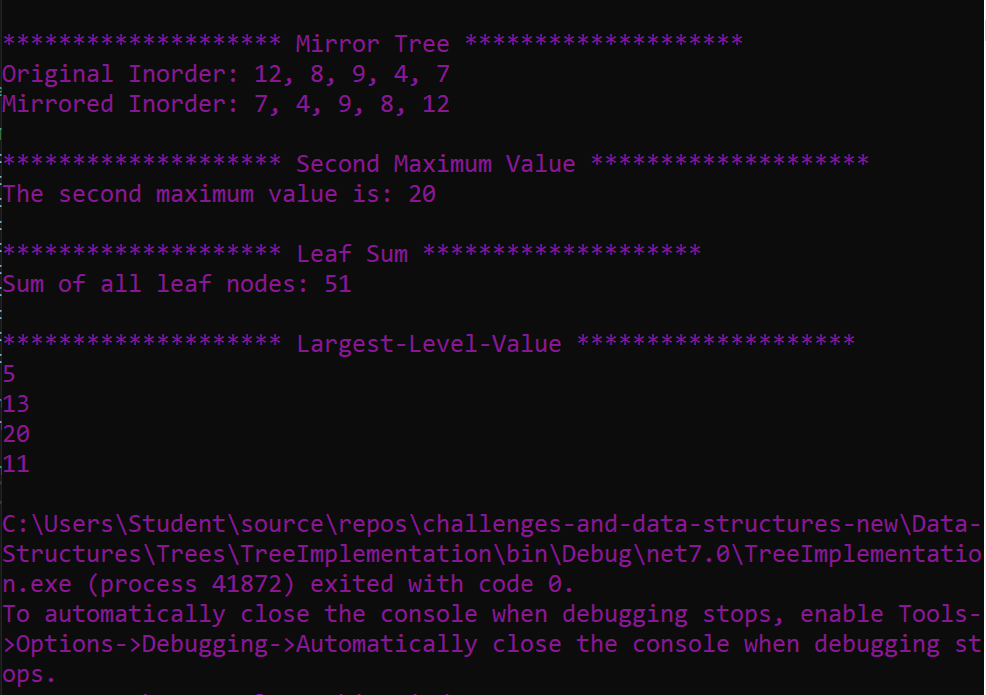 ******************** Mirror Tree ********************
Original Inorder: 12, 8, 9, 4, 7
Mirrored Inorder: 7, 4, 9, 8, 12
******************** Second Maximum Value ********************
The second maximum value is: 20
******************** Leaf Sum ********************
Sum of all leaf nodes: 51
******************** Largest-Level-Value ********************
5
13
20
11
C:\Users\Student\source\repos\challenges-and-data-structures-new\Data-
Structures\Trees\TreeImplementation\bin\Debug\net7.0\TreeImplementatio
n.exe (process 41872) exited with code 0.
To automatically close the console when debugging stops, enable Tools-
>Options->Debugging->Automatically close the console when debugging st
ops.